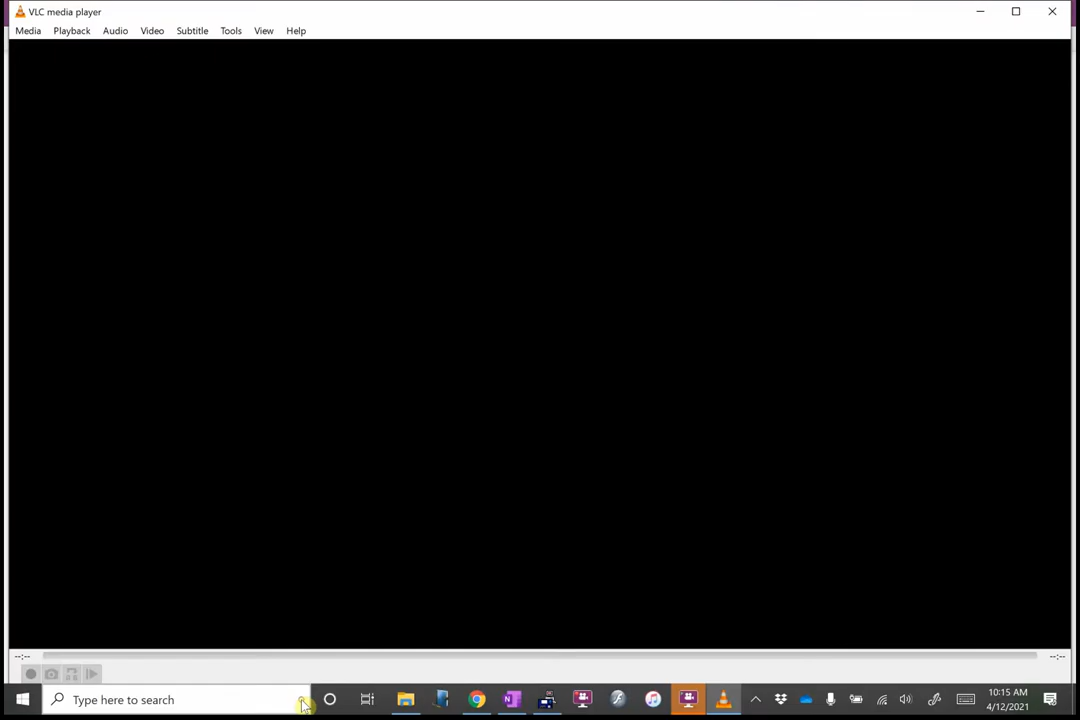 VLC media player
Media Playback Audio Video Subtitle Tools View Help
--:-- --:--
Type here to search
10:15 AM
4/12/2021